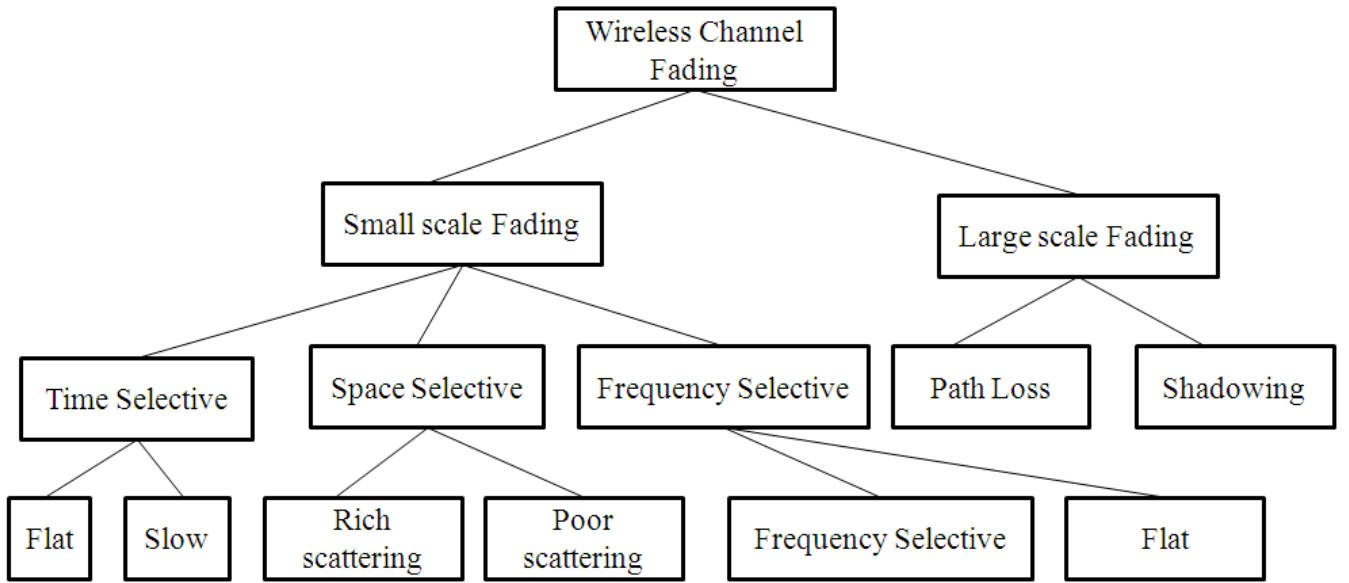 Wireless Channel
Fading
Small scale Fading
Large scale Fading
Time Selective
Space Selective
Frequency Selective
Path Loss
Shadowing
Flat
Slow
Rich
scattering
Poor
scattering
Frequency Selective
Flat